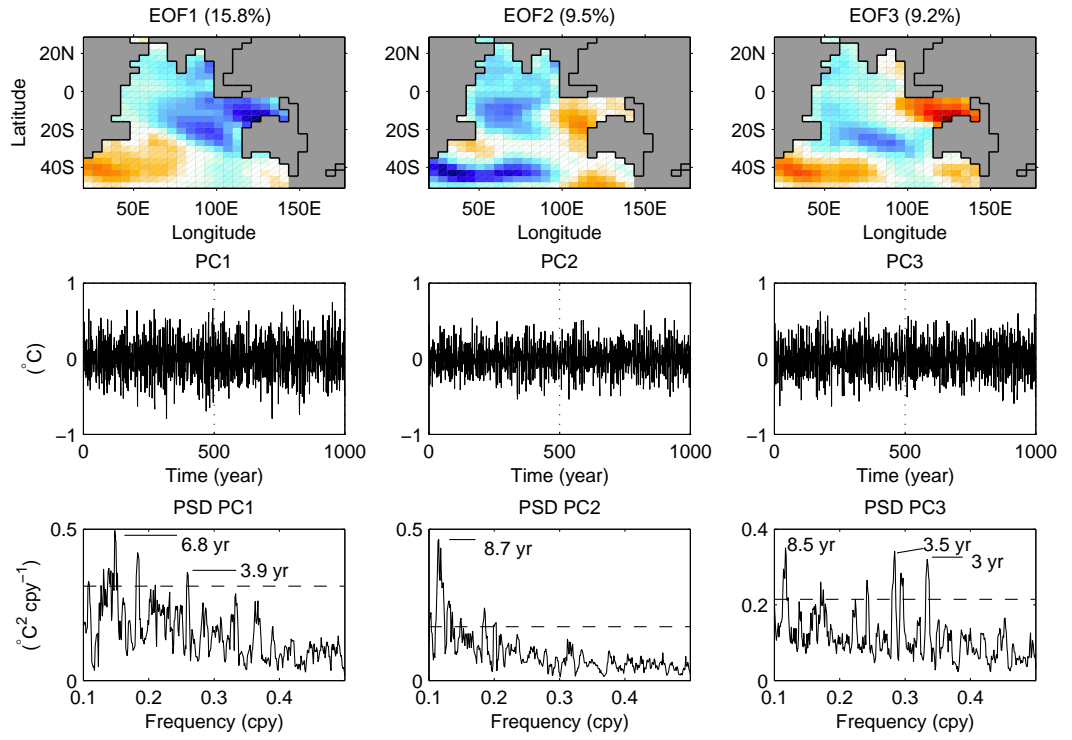 EOF1 (15.8%)
EOF2 (9.5%)
EOF3 (9.2%)
20N
0
20S
40S
Latitude
50E 100E 150E
Longitude
20N
0
20S
40S
50E 100E 150E
Longitude
20N
0
20S
40S
50E 100E 150E
Longitude
PC1
PC2
PC3
1
0
−1
(°C)
0 500 1000
Time (year)
1
0
−1
0 500 1000
Time (year)
1
0
−1
0 500 1000
Time (year)
PSD PC1
PSD PC2
PSD PC3
0.5
0
(°C² cpy⁻¹)
6.8 yr
3.9 yr
0.1 0.2 0.3 0.4
Frequency (cpy)
0.5
0
8.7 yr
0.1 0.2 0.3 0.4
Frequency (cpy)
0.4
0.2
0
8.5 yr
3.5 yr
3 yr
0.1 0.2 0.3 0.4
Frequency (cpy)